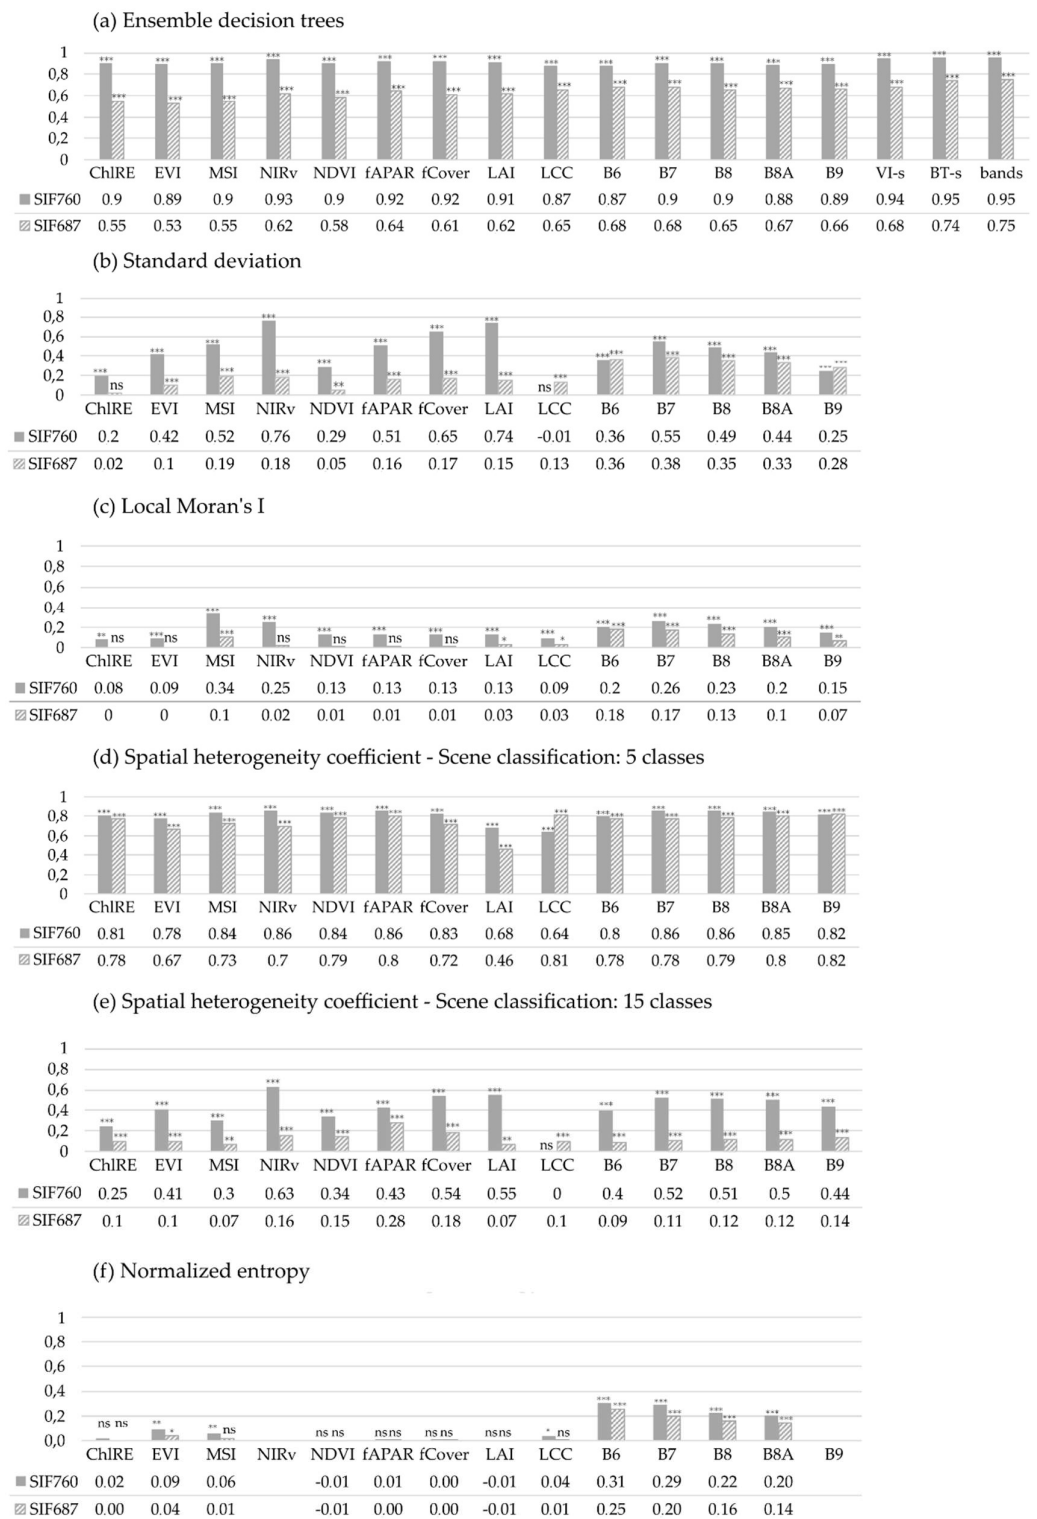 (a) Ensemble decision trees
1
0,8
0,6
0,4
0,2
0
*** *** *** *** *** *** *** *** *** *** *** *** *** *** *** *** ***
*** *** *** *** *** *** *** *** *** *** *** *** *** *** *** *** ***
ChlRE EVI MSI NIRv NDVI fAPAR fCover LAI LCC B6 B7 B8 B8A B9 VI-s BT-s bands
SIF760 0.9 0.89 0.9 0.93 0.9 0.92 0.92 0.91 0.87 0.87 0.9 0.9 0.88 0.89 0.94 0.95 0.95
SIF687 0.55 0.53 0.55 0.62 0.58 0.64 0.61 0.62 0.65 0.68 0.68 0.65 0.67 0.66 0.68 0.74 0.75
(b) Standard deviation
1
0,8
0,6
0,4
0,2
0
*** *** *** *** *** *** *** *** ns *** *** *** *** ***
ns *** *** *** ** *** *** *** *** *** *** *** *** ***
ChlRE EVI MSI NIRv NDVI fAPAR fCover LAI LCC B6 B7 B8 B8A B9
SIF760 0.2 0.42 0.52 0.76 0.29 0.51 0.65 0.74 -0.01 0.36 0.55 0.49 0.44 0.25
SIF687 0.02 0.1 0.19 0.18 0.05 0.16 0.17 0.15 0.13 0.36 0.38 0.35 0.33 0.28
(c) Local Moran's I
1
0,8
0,6
0,4
0,2
0
** *** *** *** *** *** *** *** *** *** *** *** *** ***
ns ns *** ns ns ns ns * * *** *** *** *** **
ChlRE EVI MSI NIRv NDVI fAPAR fCover LAI LCC B6 B7 B8 B8A B9
SIF760 0.08 0.09 0.34 0.25 0.13 0.13 0.13 0.13 0.09 0.2 0.26 0.23 0.2 0.15
SIF687 0 0 0.1 0.02 0.01 0.01 0.01 0.03 0.03 0.18 0.17 0.13 0.1 0.07
(d) Spatial heterogeneity coefficient - Scene classification: 5 classes
1
0,8
0,6
0,4
0,2
0
*** *** *** *** *** *** *** *** *** *** *** *** *** ***
*** *** *** *** *** *** *** *** *** *** *** *** *** ***
ChlRE EVI MSI NIRv NDVI fAPAR fCover LAI LCC B6 B7 B8 B8A B9
SIF760 0.81 0.78 0.84 0.86 0.84 0.86 0.83 0.68 0.64 0.8 0.86 0.86 0.85 0.82
SIF687 0.78 0.67 0.73 0.7 0.79 0.8 0.72 0.46 0.81 0.78 0.78 0.79 0.8 0.82
(e) Spatial heterogeneity coefficient - Scene classification: 15 classes
1
0,8
0,6
0,4
0,2
0
*** *** *** *** *** *** *** *** ns *** *** *** *** ***
*** *** ** *** *** *** *** ** *** *** *** *** *** ***
ChlRE EVI MSI NIRv NDVI fAPAR fCover LAI LCC B6 B7 B8 B8A B9
SIF760 0.25 0.41 0.3 0.63 0.34 0.43 0.54 0.55 0 0.4 0.52 0.51 0.5 0.44
SIF687 0.1 0.1 0.07 0.16 0.15 0.28 0.18 0.07 0.1 0.09 0.11 0.12 0.12 0.14
(f) Normalized entropy
1
0,8
0,6
0,4
0,2
0,0
ns ** ** ns ns ns ns * *** *** *** ***
ns * ns ns ns ns ns ns *** *** *** ***
ChlRE EVI MSI NIRv NDVI fAPAR fCover LAI LCC B6 B7 B8 B8A B9
SIF760 0.02 0.09 0.06 -0.01 0.01 0.00 -0.01 0.04 0.31 0.29 0.22 0.20
SIF687 0.00 0.04 0.01 -0.01 0.00 0.00 -0.01 0.01 0.25 0.20 0.16 0.14